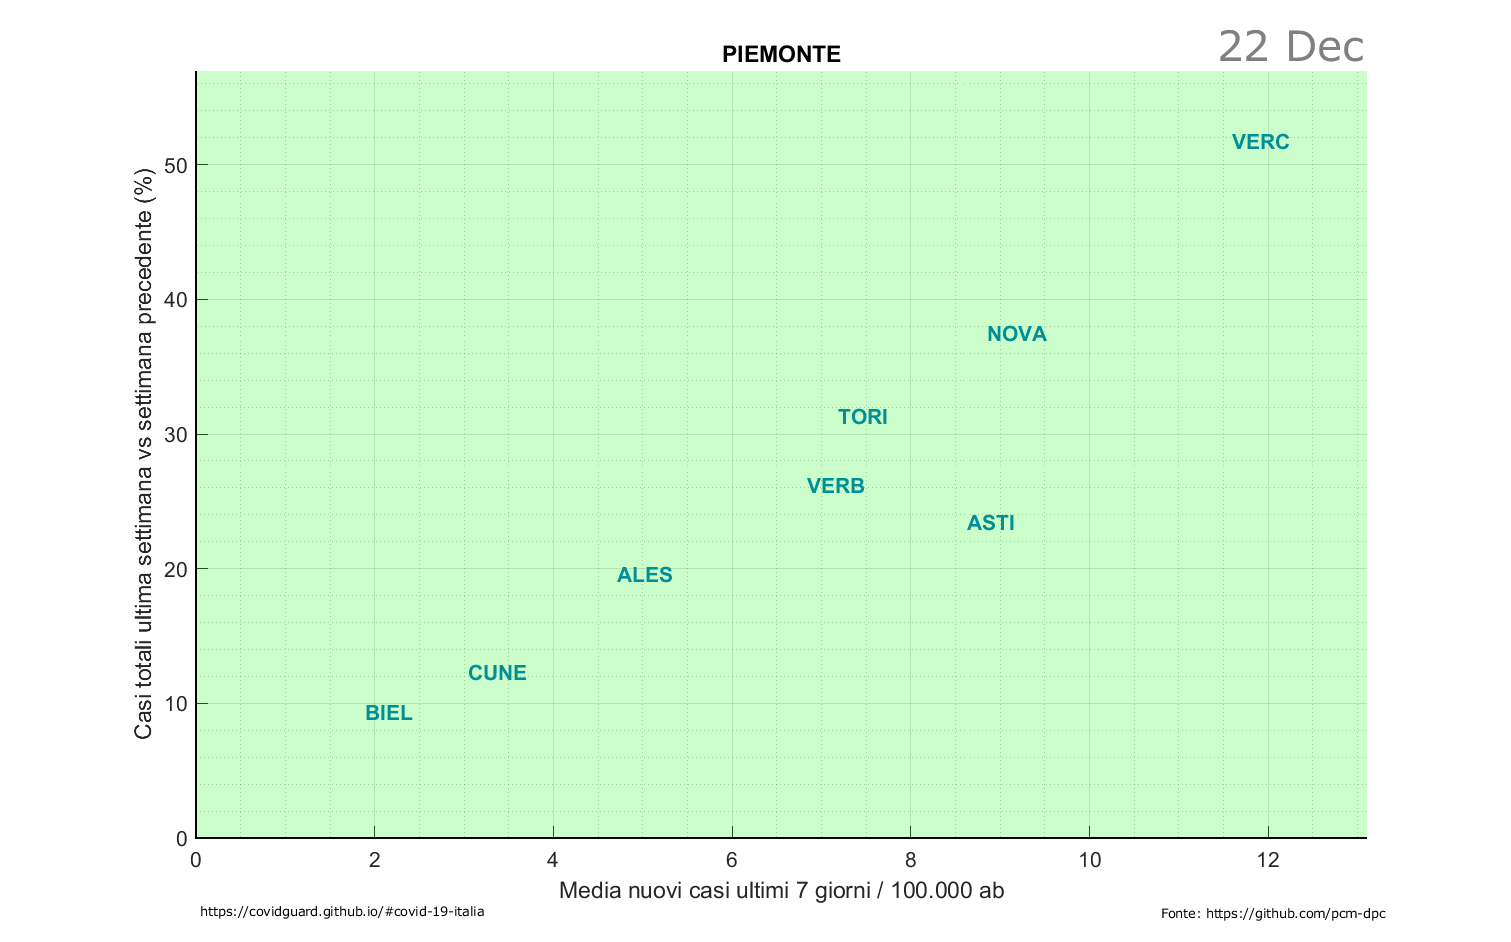 22 Dec
PIEMONTE
Casi totali ultima settimana vs settimana precedente (%)
50
40
30
20
10
0
VERC
NOVA
TORI
VERB
ASTI
ALES
CUNE
BIEL
0 2 4 6 8 10 12
Media nuovi casi ultimi 7 giorni / 100.000 ab
https://covidguard.github.io/#covid-19-italia
Fonte: https://github.com/pcm-dpc